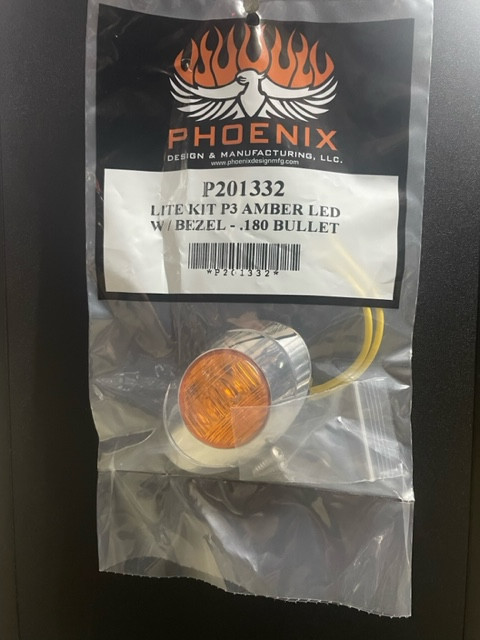 PHOENIX
DESIGN & MANUFACTURING, LLC.
www.phoenixdesignmfg.com
P201332
LITE KIT P3 AMBER LED
W/ BEZEL - .180 BULLET
*P201332*